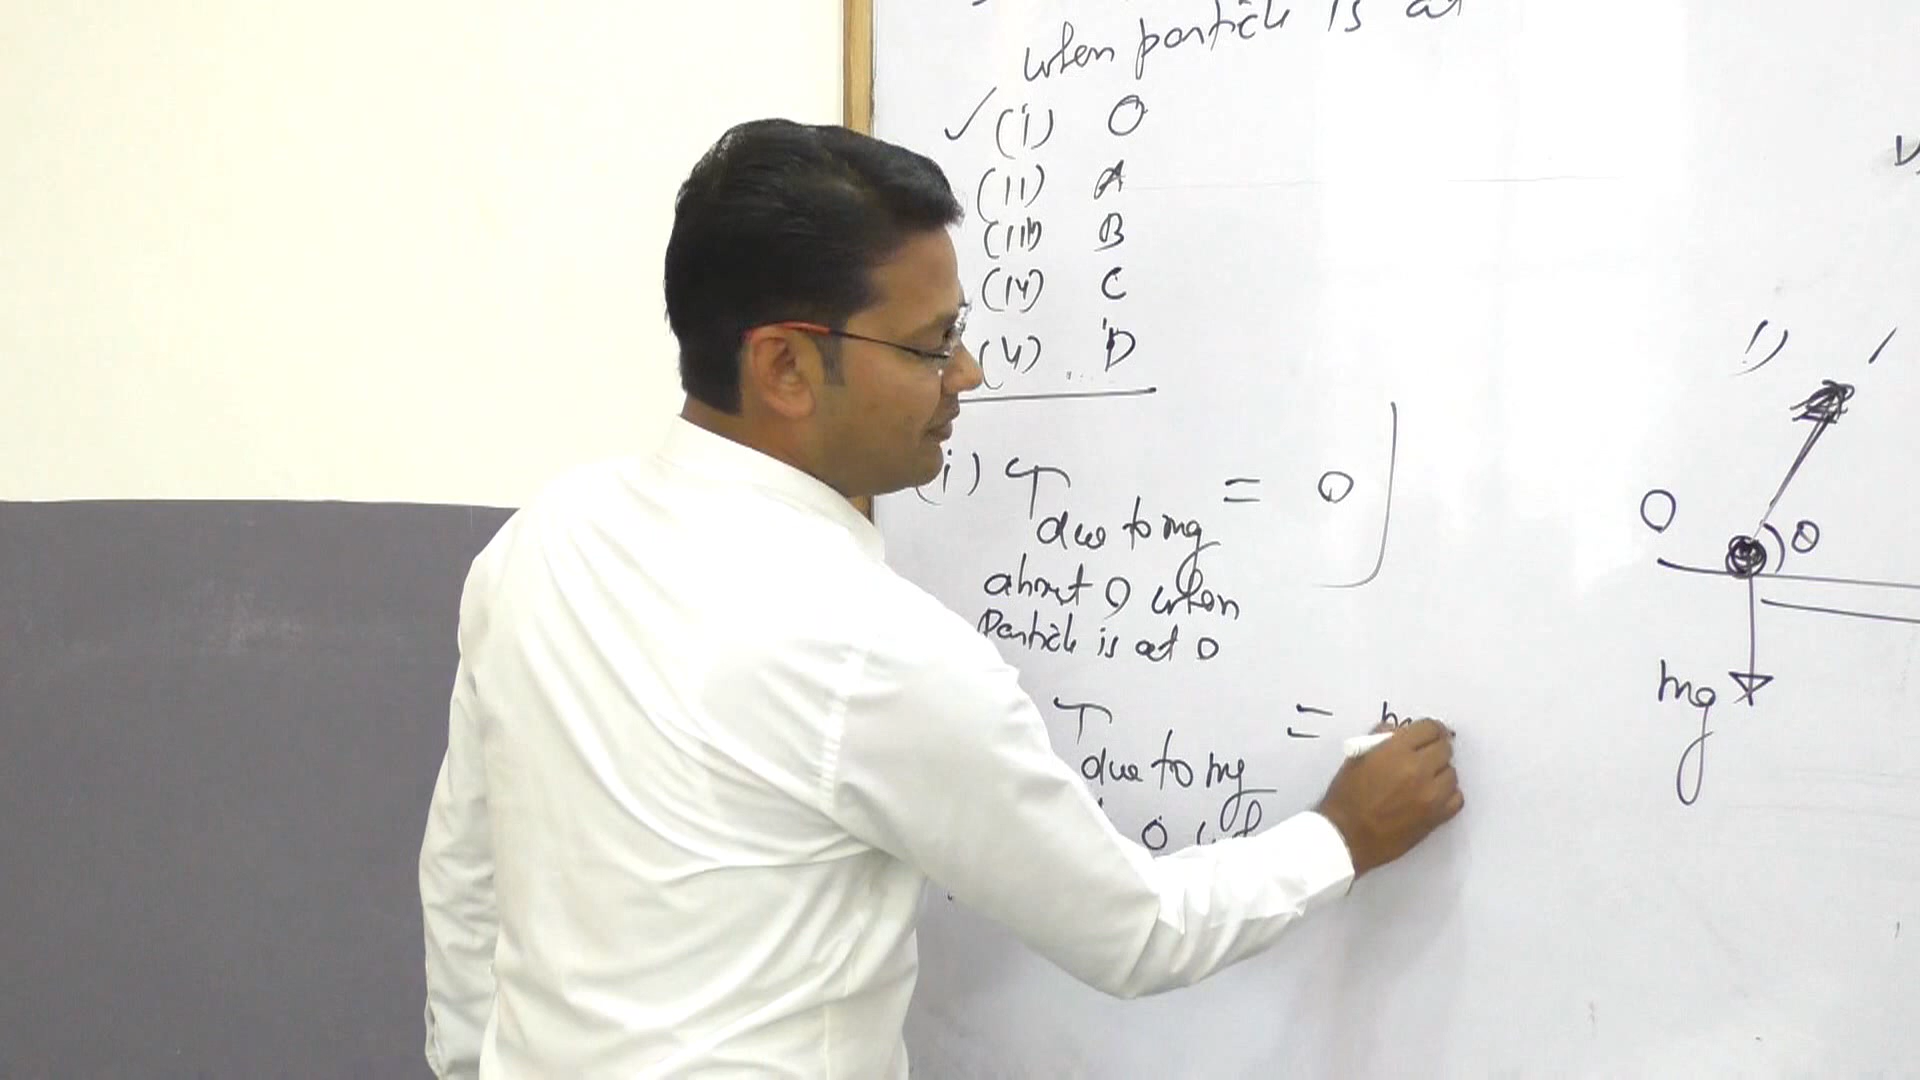 when particle is at
✓ (i) O
(ii) A
(iii) B
(iv) C
(v) D
(i) τ due to mg = 0
about O when
Particle is at O
τ due to mg = m
O
O
θ
mg